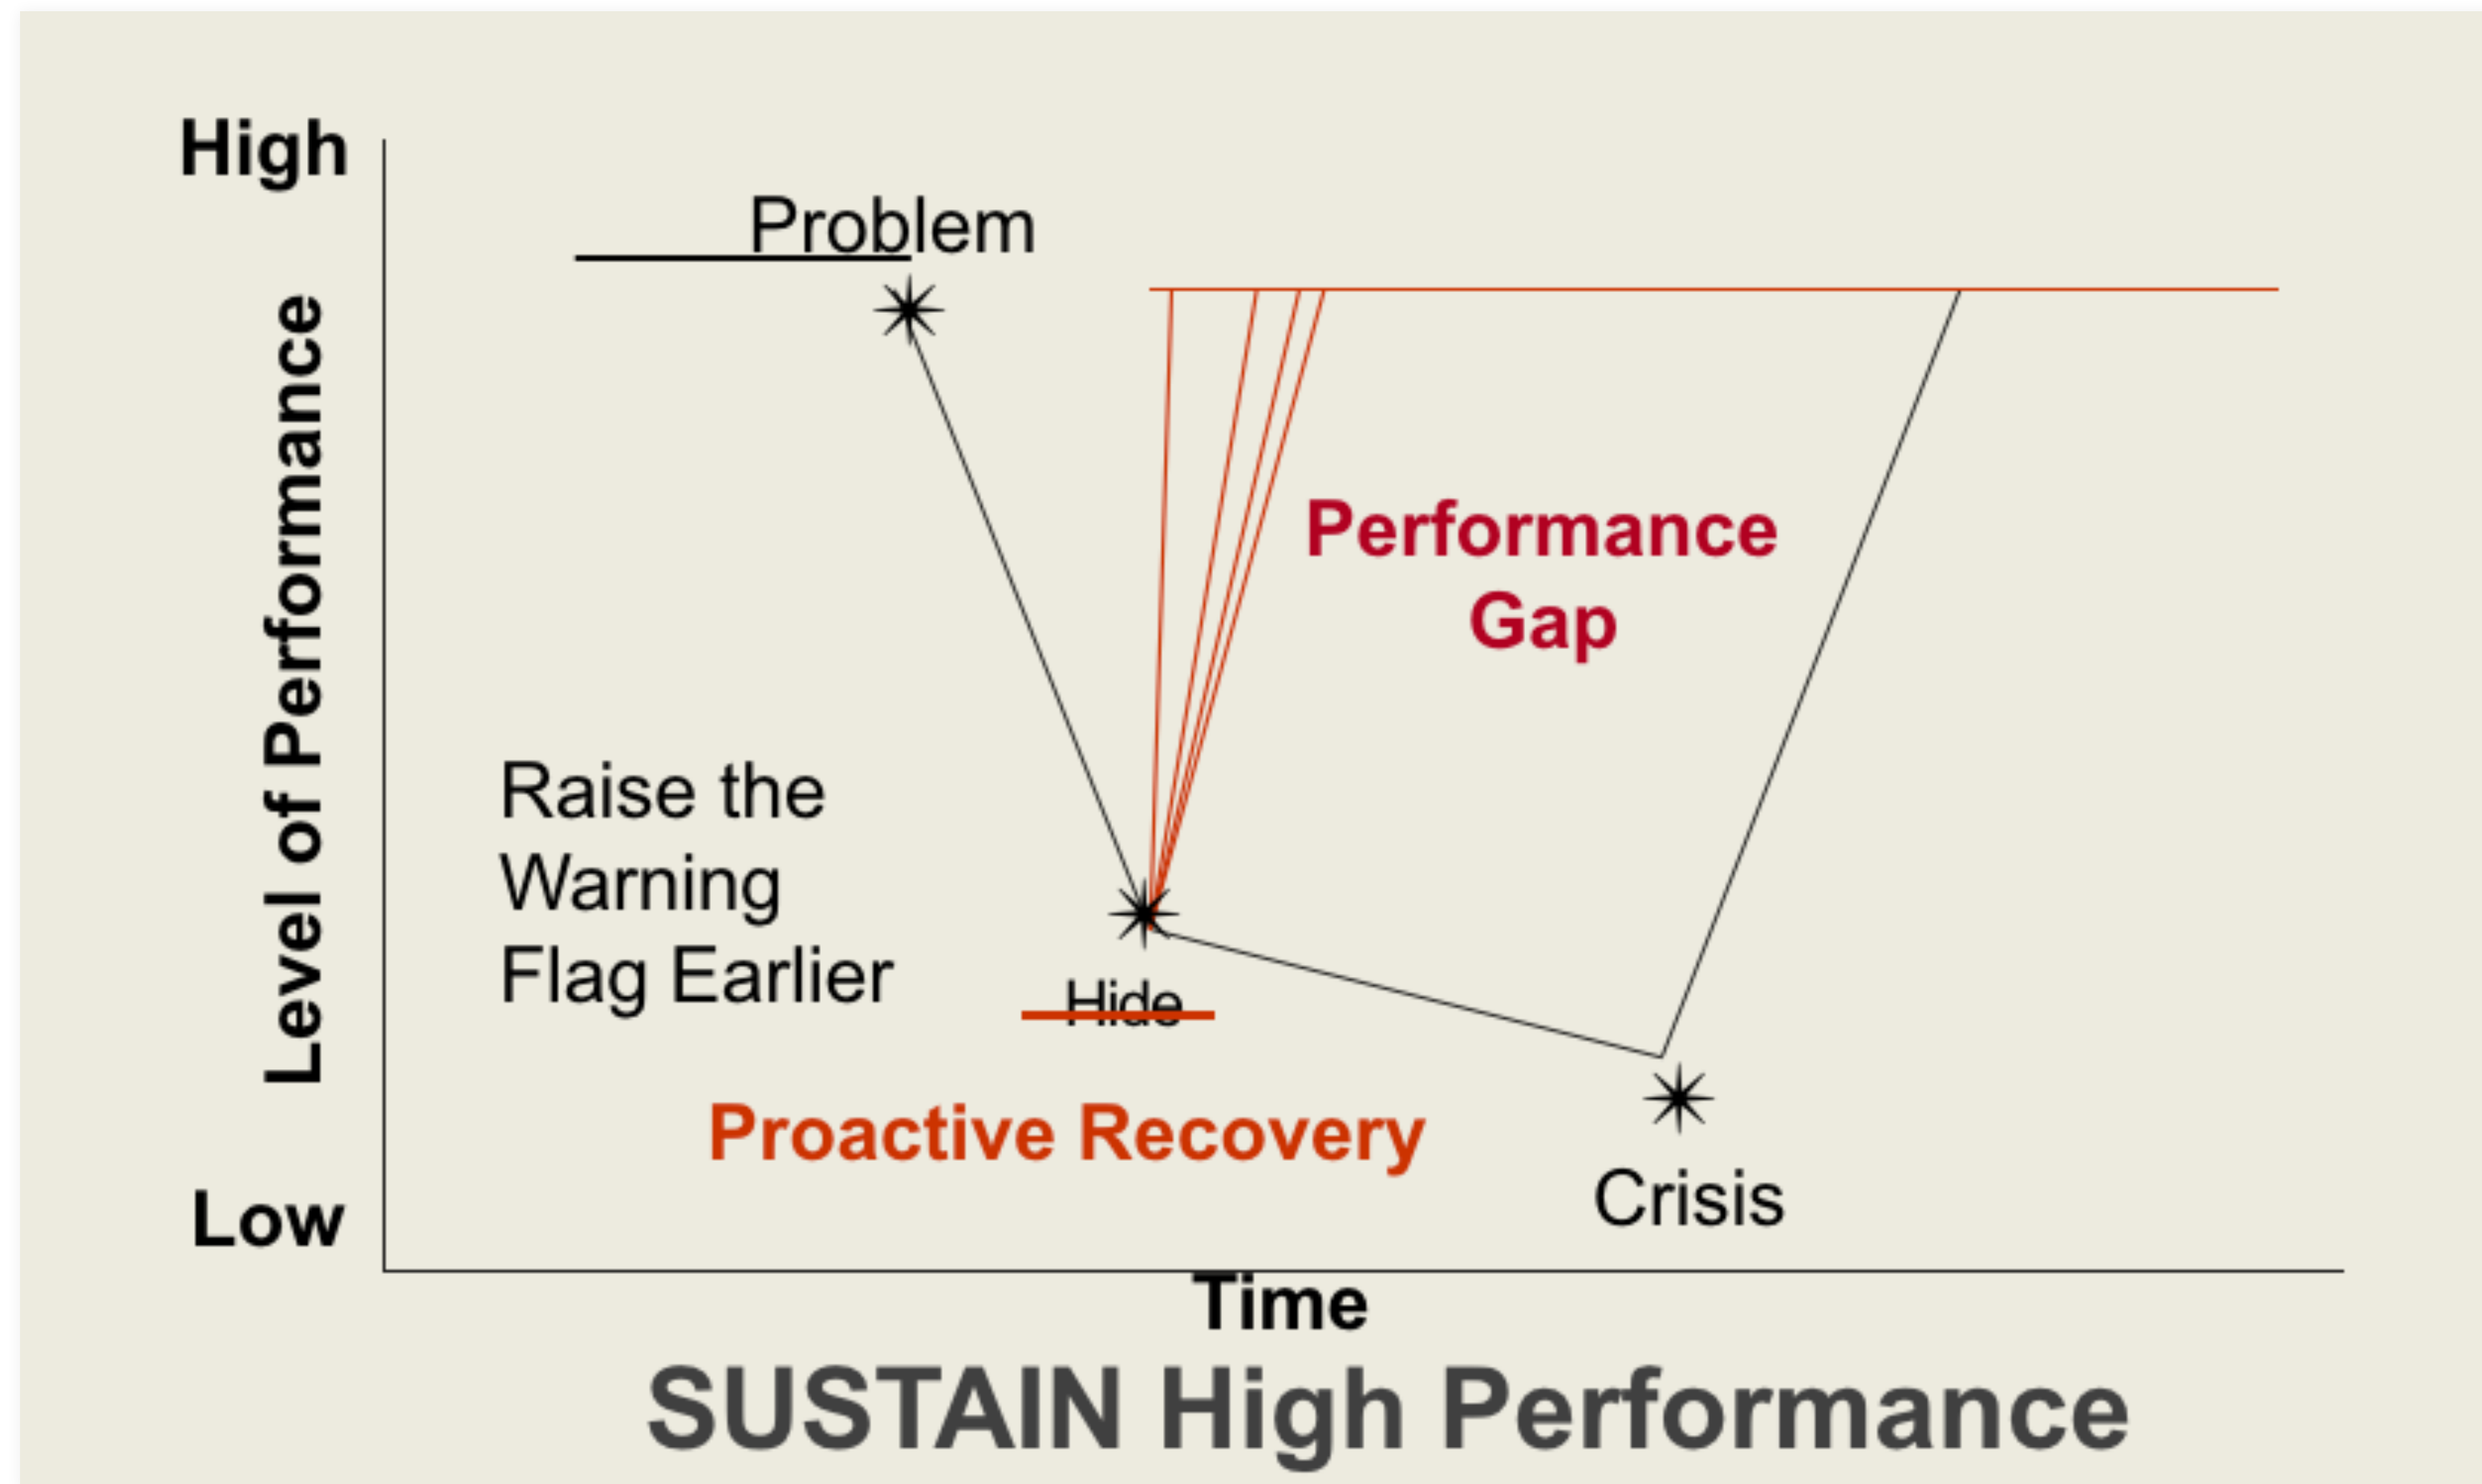 High
Problem
Level of Performance
Performance
Gap
Raise the
Warning
Flag Earlier
Hide
Proactive Recovery
Crisis
Low
Time
SUSTAIN High Performance